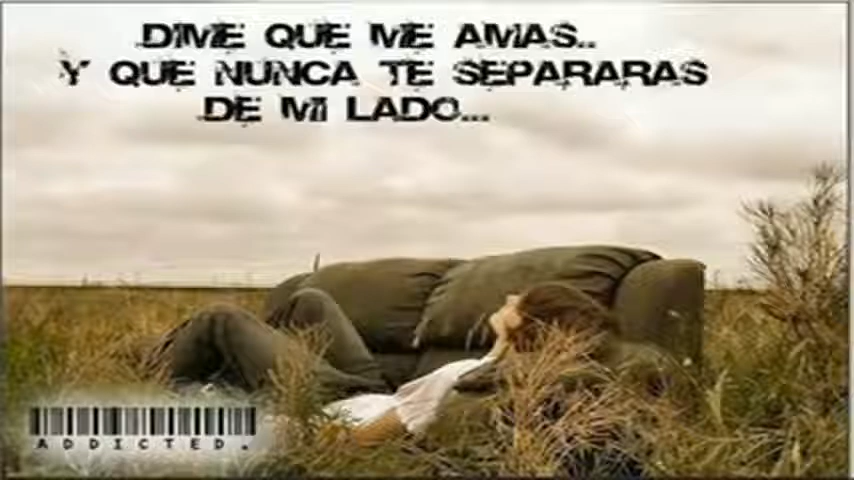 DIME QUE ME AMAS..
Y QUE NUNCA TE SEPARARAS
DE MI LADO...
ADDICTED.